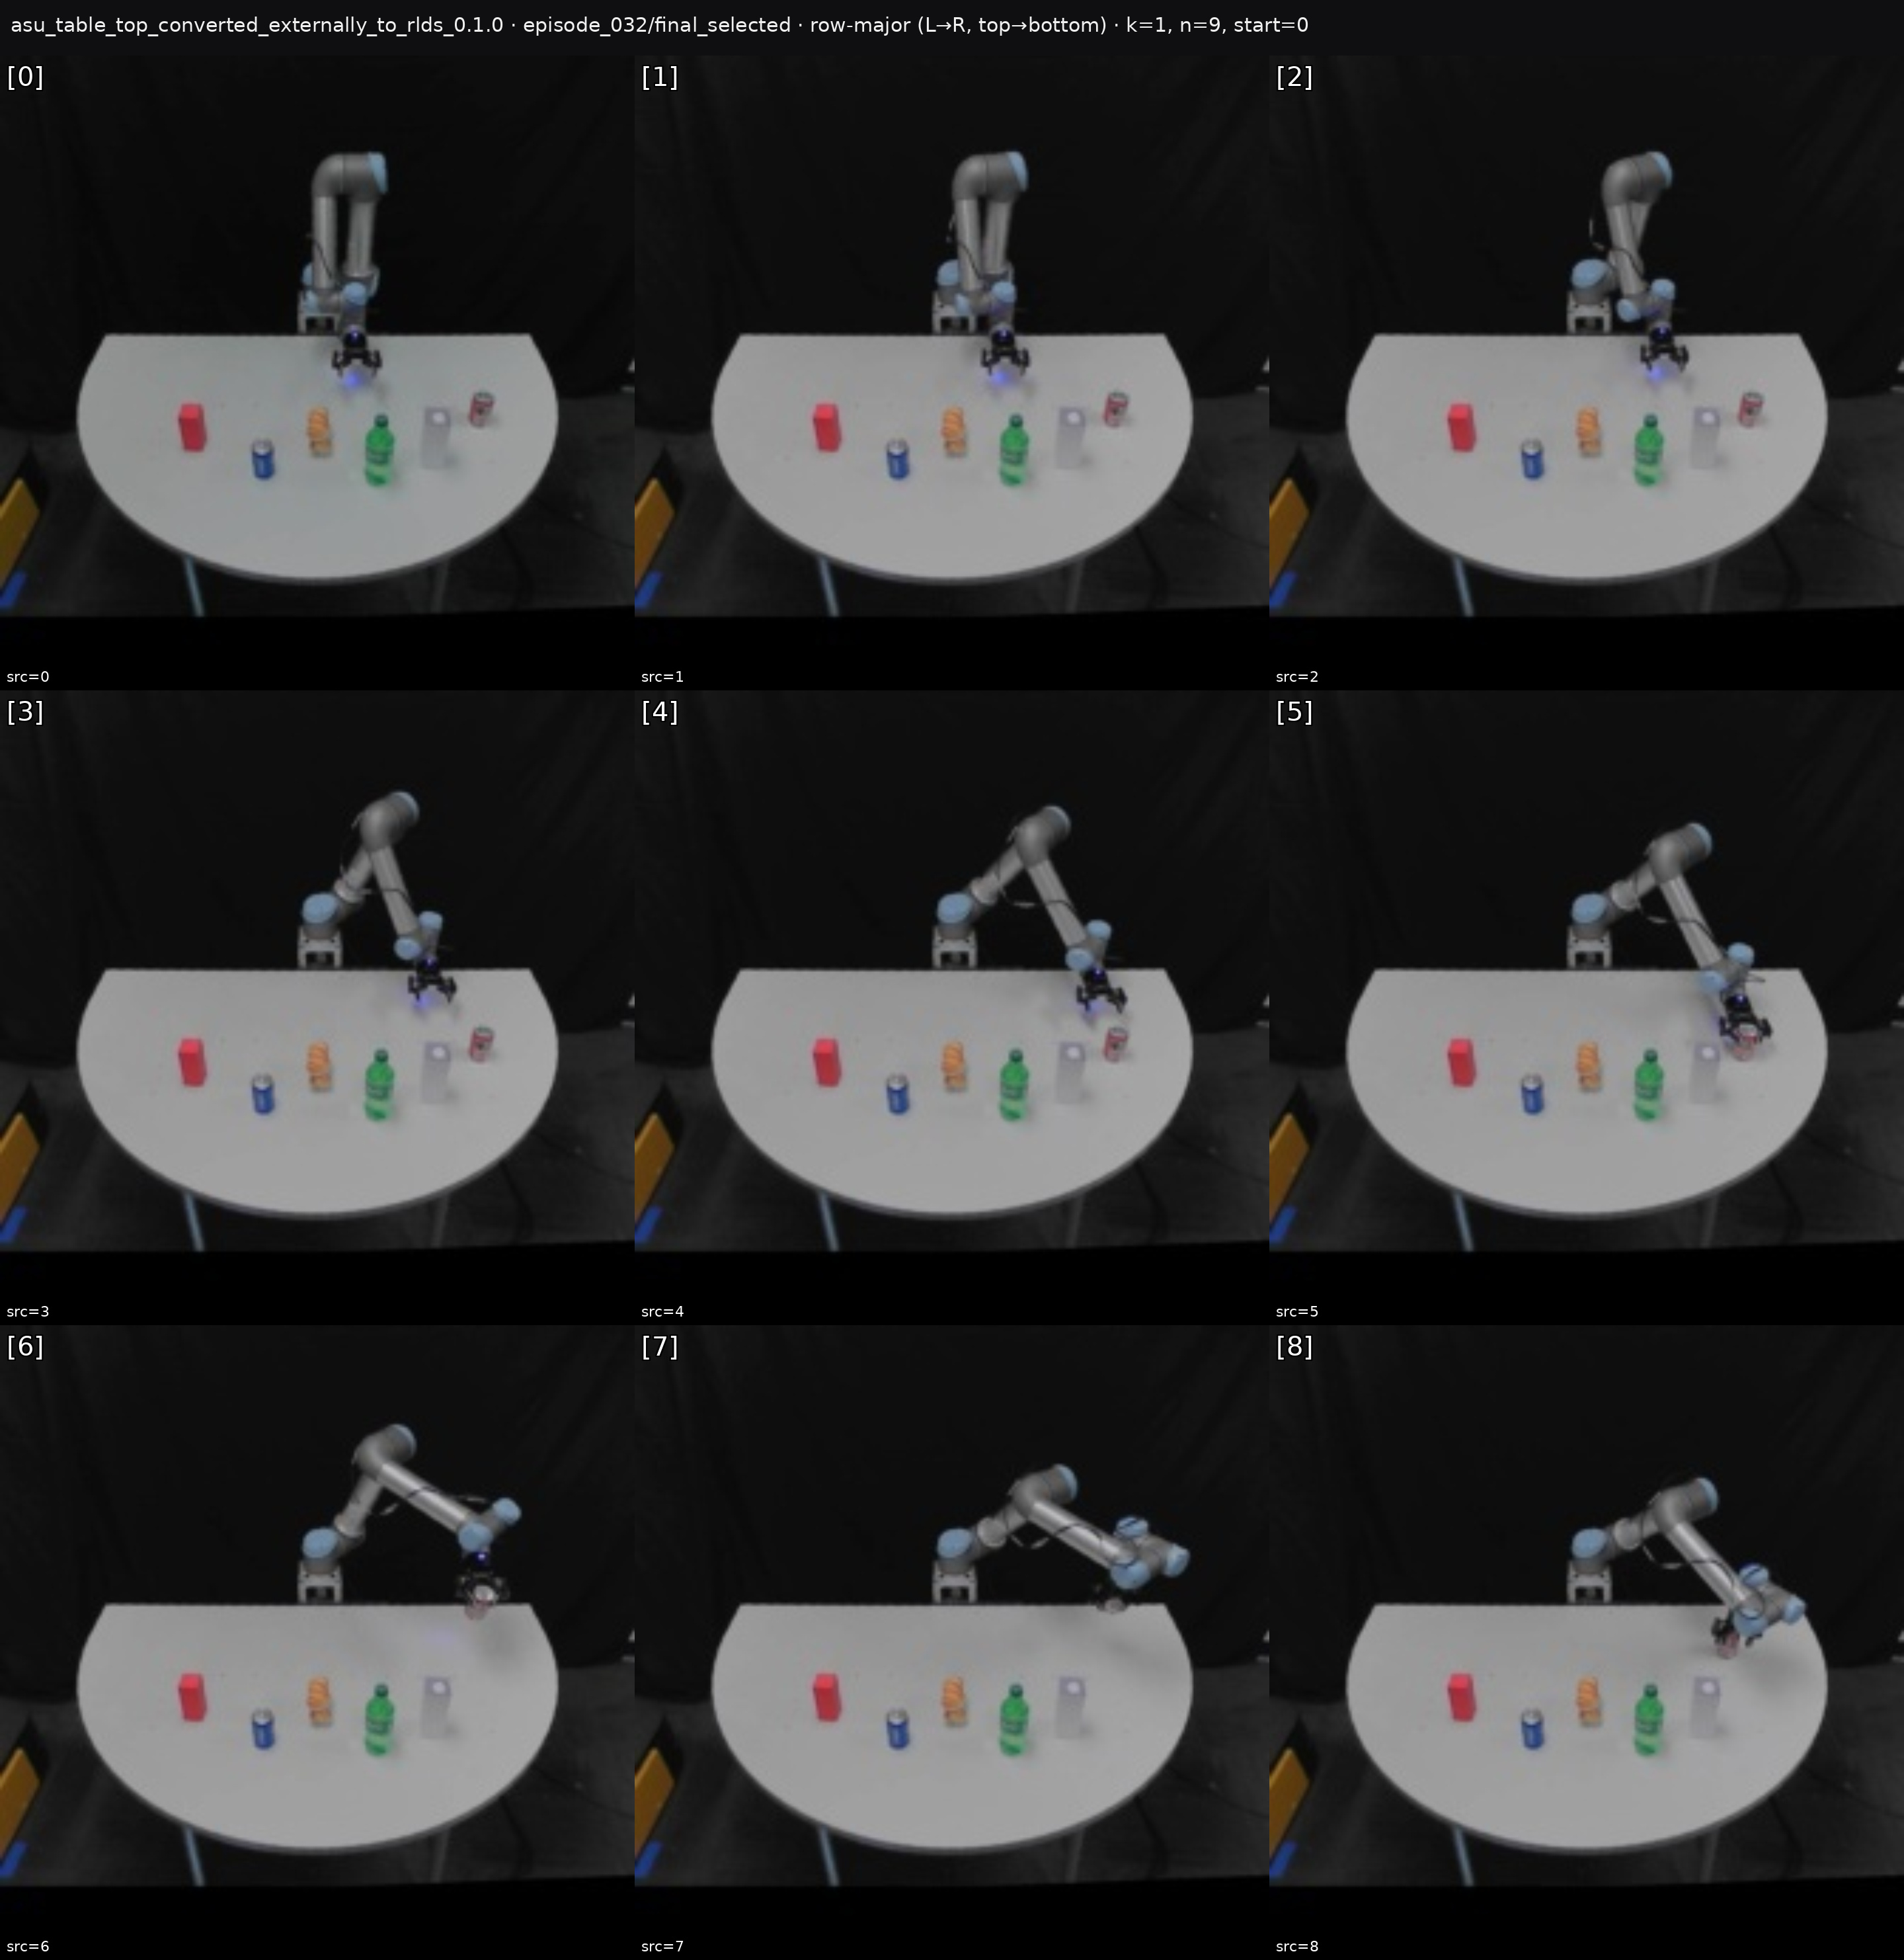 asu_table_top_converted_externally_to_rlds_0.1.0 · episode_032/final_selected · row-major (L→R, top→bottom) · k=1, n=9, start=0
[0]
[1]
[2]
src=0
src=1
src=2
[3]
[4]
[5]
src=3
src=4
src=5
[6]
[7]
[8]
src=6
src=7
src=8